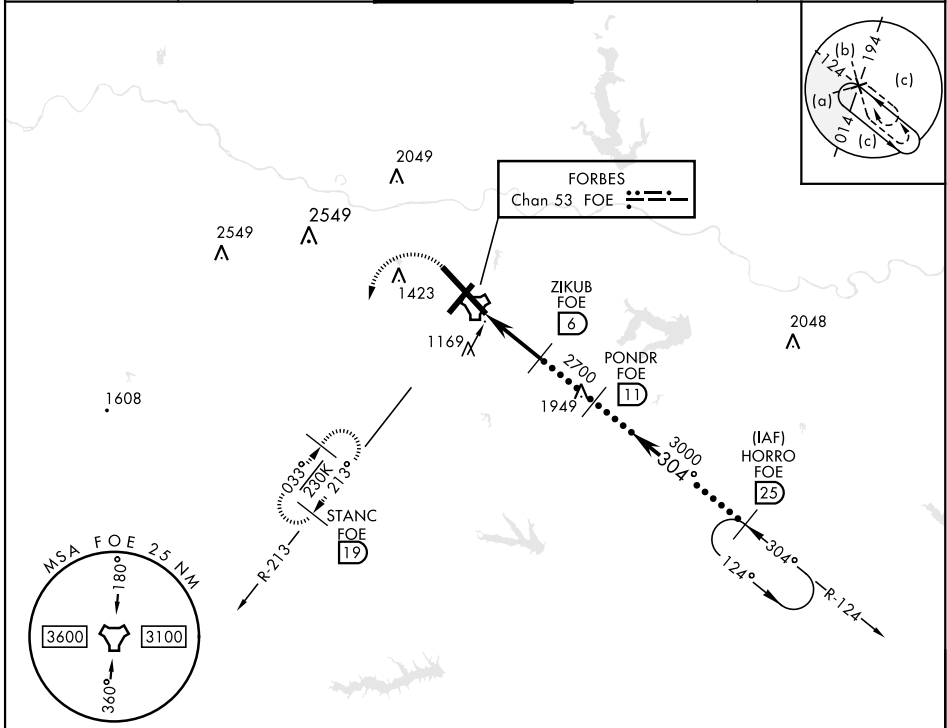 (b)
194
124
(c)
(a)
014
(c)
2049
FORBES
Chan 53 FOE
2549
2549
1423
ZIKUB
FOE
6
1169
2700
2048
PONDR
FOE
11
1949
1608
(IAF)
HORRO
FOE
25
3000
304°
033°
230K
213°
STANC
FOE
19
304°
124°
R-213
R-124
MSA FOE 25 NM
180°
3600
3100
360°